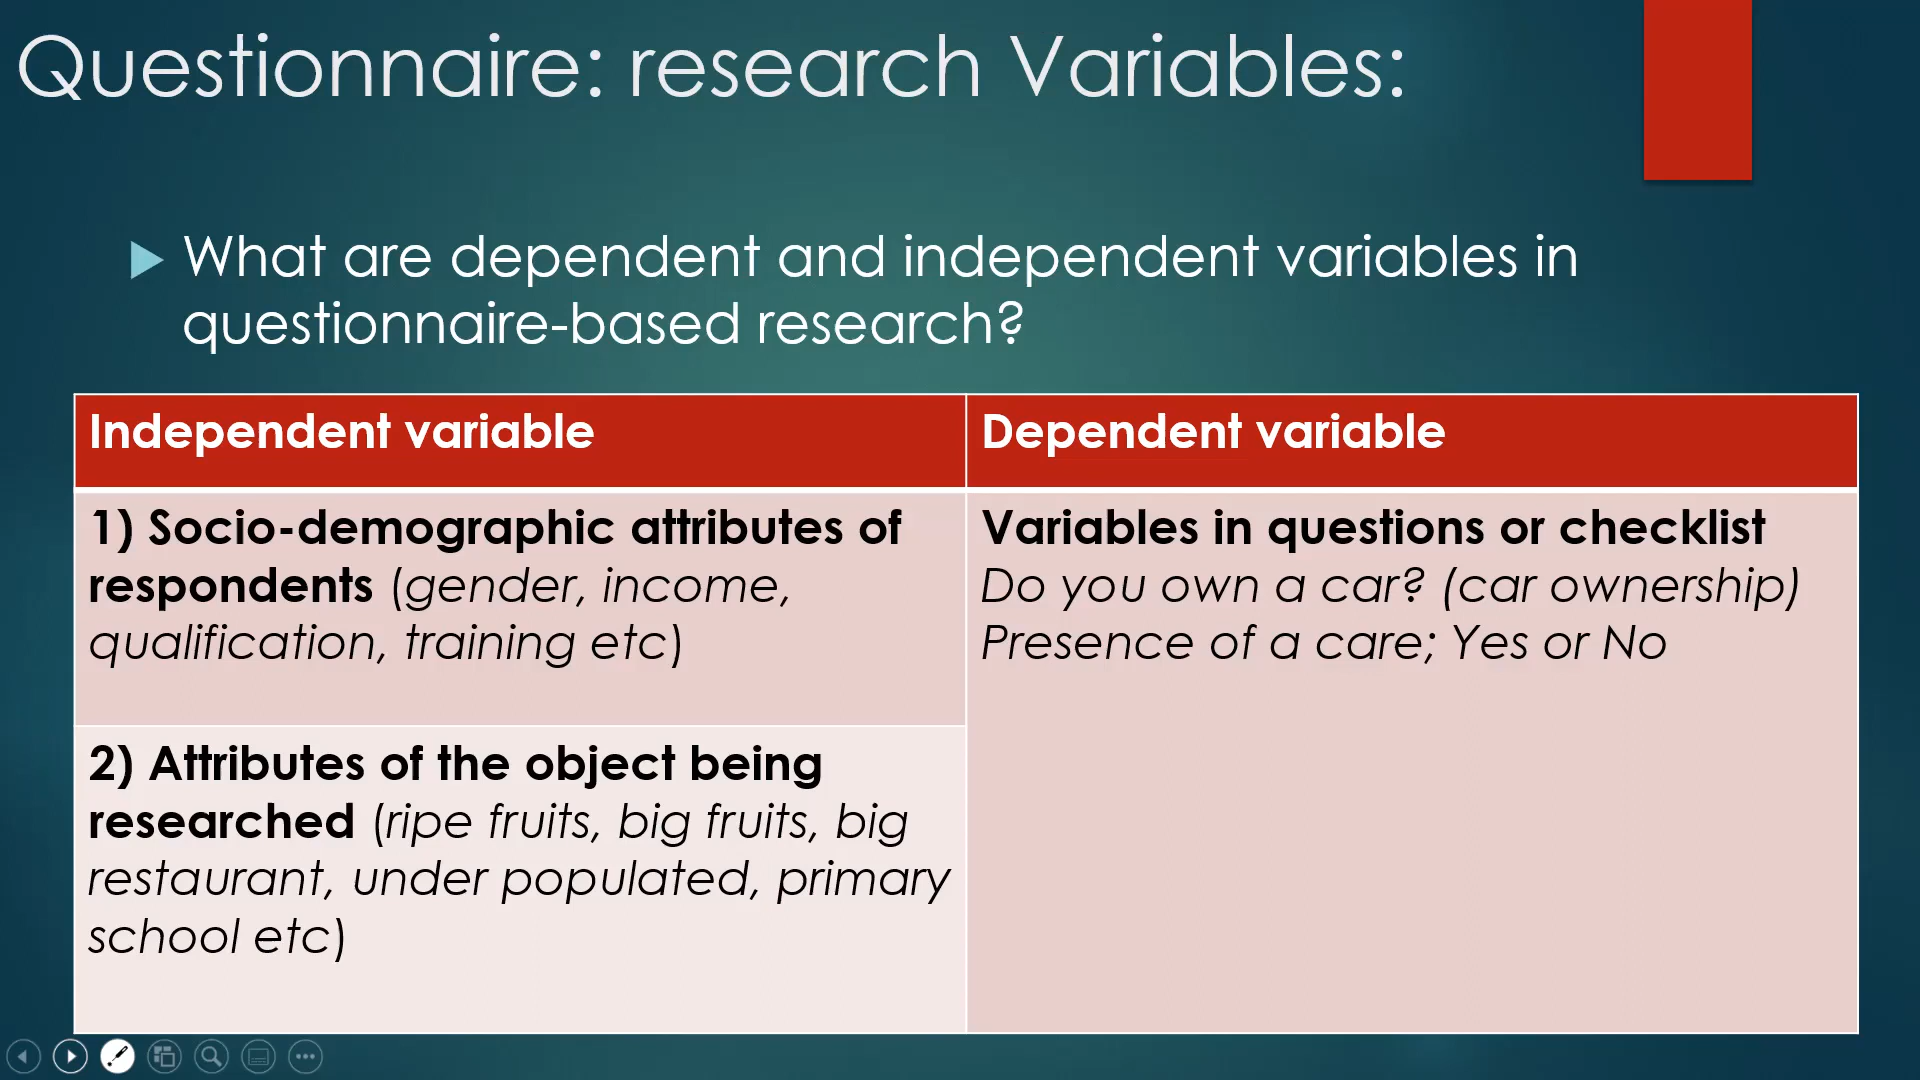 Questionnaire: research Variables:
What are dependent and independent variables in
questionnaire-based research?
Independent variable
Dependent variable
1) Socio-demographic attributes of
respondents (gender, income,
qualification, training etc)
Variables in questions or checklist
Do you own a car? (car ownership)
Presence of a care; Yes or No
2) Attributes of the object being
researched (ripe fruits, big fruits, big
restaurant, under populated, primary
school etc)